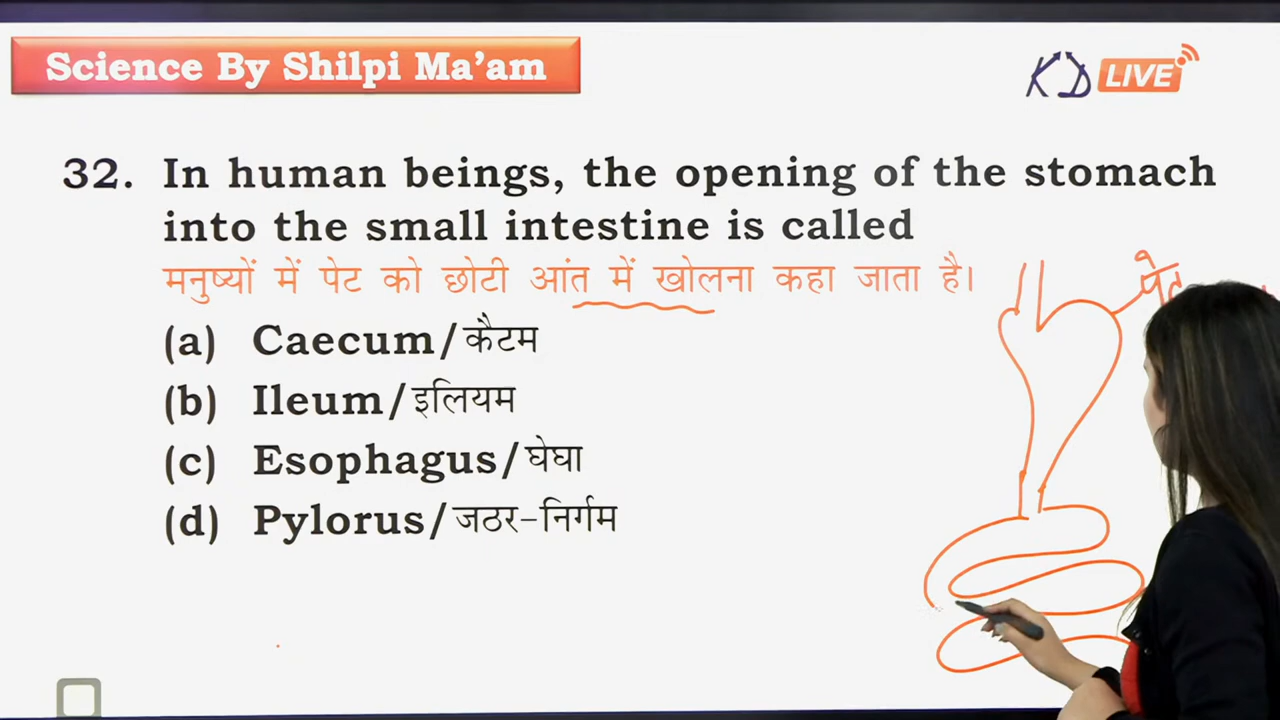 Science By Shilpi Ma'am
KD LIVE
32. In human beings, the opening of the stomach
into the small intestine is called
मनुष्यों में पेट को छोटी आंत में खोलना कहा जाता है।
(a) Caecum/कैटम
(b) Ileum/इलियम
(c) Esophagus/घेघा
(d) Pylorus/जठर-निर्गम
पेट